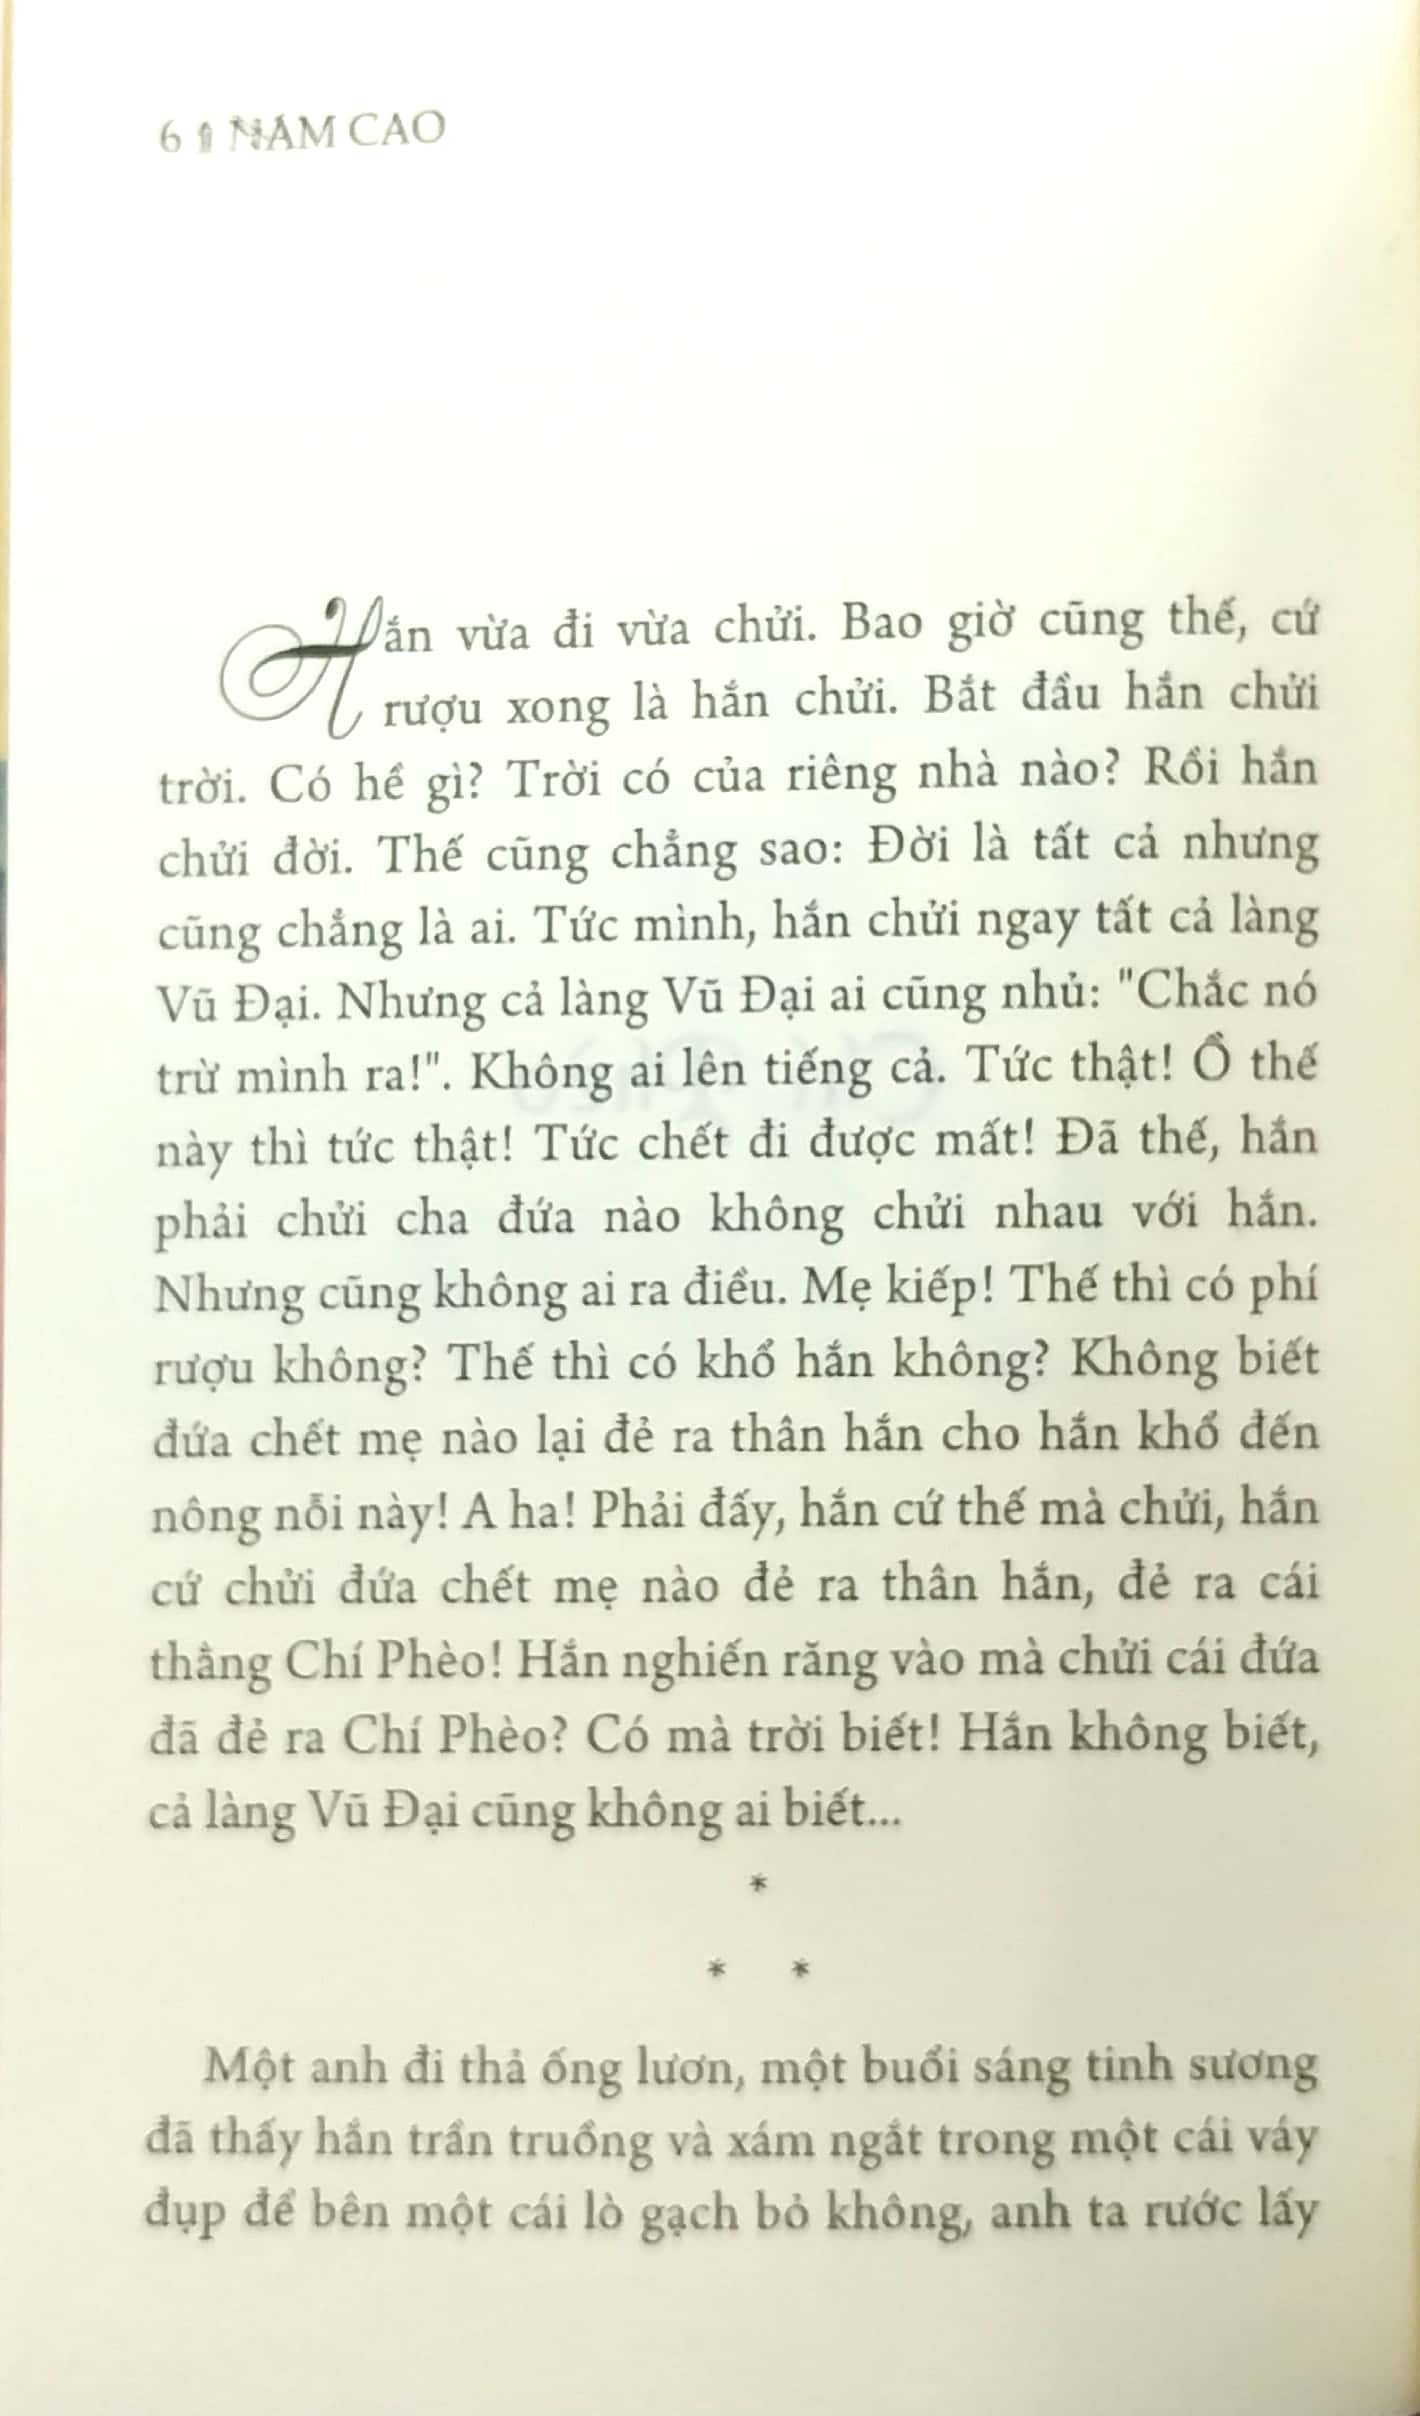 6 NAM CAO
Hắn vừa đi vừa chửi. Bao giờ cũng thế, cứ
rượu xong là hắn chửi. Bắt đầu hắn chửi
trời. Có hề gì? Trời có của riêng nhà nào? Rồi hắn
chửi đời. Thế cũng chẳng sao: Đời là tất cả nhưng
cũng chẳng là ai. Tức mình, hắn chửi ngay tất cả làng
Vũ Đại. Nhưng cả làng Vũ Đại ai cũng nhủ: "Chắc nó
trừ mình ra!". Không ai lên tiếng cả. Tức thật! Ồ thế
này thì tức thật! Tức chết đi được mất! Đã thế, hắn
phải chửi cha đứa nào không chửi nhau với hắn.
Nhưng cũng không ai ra điều. Mẹ kiếp! Thế thì có phí
rượu không? Thế thì có khổ hắn không? Không biết
đứa chết mẹ nào lại đẻ ra thân hắn cho hắn khổ đến
nông nỗi này! A ha! Phải đấy, hắn cứ thế mà chửi, hắn
cứ chửi đứa chết mẹ nào đẻ ra thân hắn, đẻ ra cái
thằng Chí Phèo! Hắn nghiến răng vào mà chửi cái đứa
đã đẻ ra Chí Phèo? Có mà trời biết! Hắn không biết,
cả làng Vũ Đại cũng không ai biết...
*
* *
Một anh đi thả ống lươn, một buổi sáng tinh sương
đã thấy hắn trần truồng và xám ngắt trong một cái váy
đụp để bên một cái lò gạch bỏ không, anh ta rước lấy